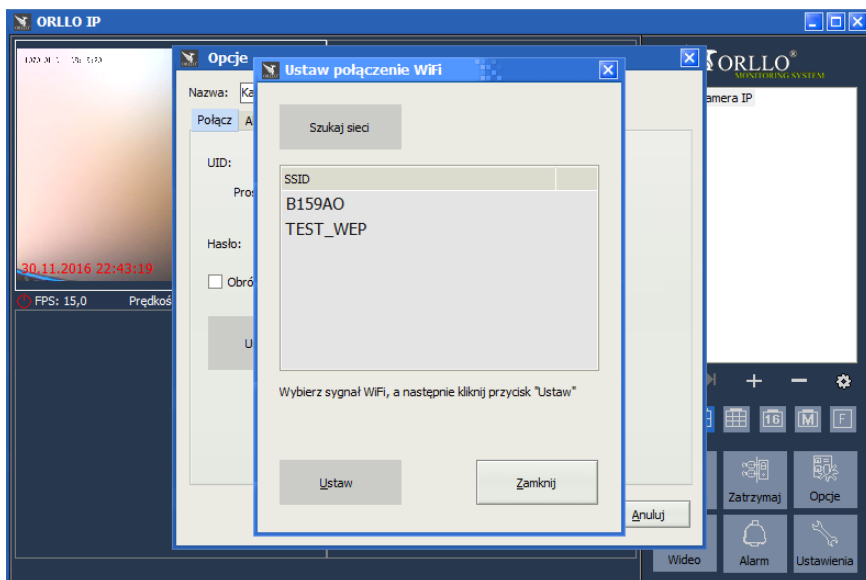 ORLLO IP
30.11.2016 22:43:19
FPS: 15,0
Opcje
Nazwa:
Połącz
UID:
Hasło:
Ustaw połączenie WiFi
Szukaj sieci
SSID
B159AO
TEST_WEP
Wybierz sygnał WiFi, a następnie kliknij przycisk "Ustaw"
Ustaw
Zamknij
Anuluj
ORLLO®
MONITORING SYSTEM
IP
16
M
F
Zatrzymaj
Opcje
Wideo
Alarm
Ustawienia